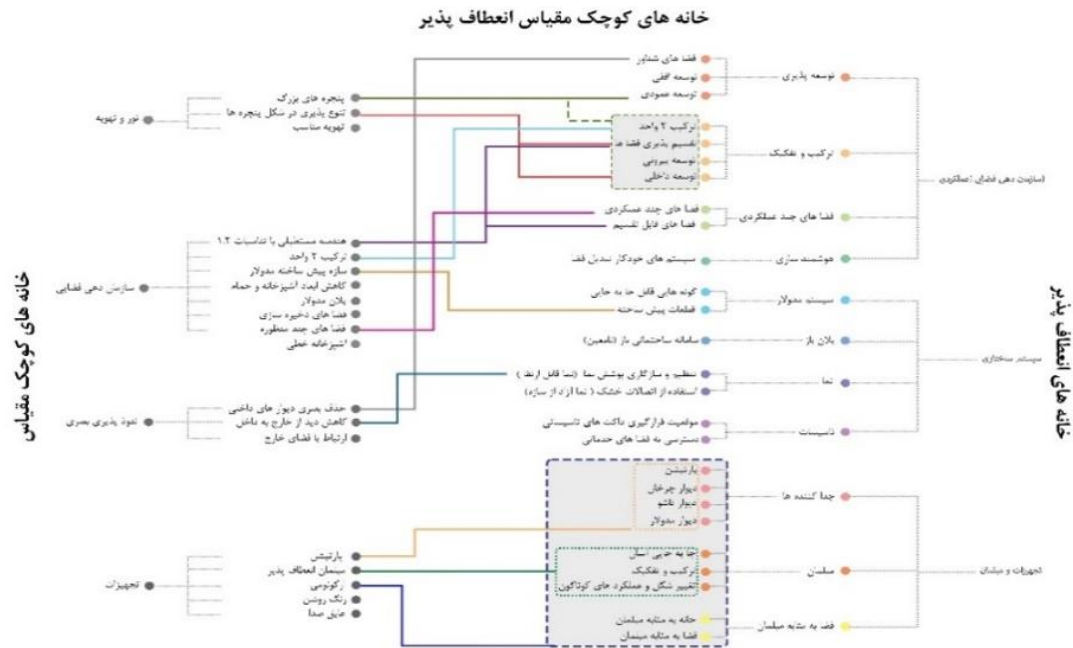 خانه های کوچک مقیاس انعطاف پذیر
خانه های انعطاف پذیر
سازمان دهی فضایی (عملکردی)
توسعه پذیری
فضا های شناور
توسعه افقی
توسعه عمودی
ترکیب و تفکیک
ترکیب ۲ واحد
تقسیم پذیری فضا ها
توسعه بیرونی
توسعه داخلی
فضا های چند عملکردی
فضا های چند عملکردی
فضا های قابل تقسیم
هوشمند سازی
سیستم های خودکار تبدیل فضا
سیستم ساختاری
سیستم مدولار
گونه هایی قابل جا به جایی
قطعات پیش ساخته
پلان باز
سامانه ساختمانی باز (نامعین)
نما
تنظیم و سازگاری پوشش نما (نما قابل ارتقا)
استفاده از اتصالات خشک (نما آزاد از سازه)
تاسیسات
موقعیت قرارگیری داکت های تاسیساتی
دسترسی به فضا های خدماتی
تجهیزات و مبلمان
جدا کننده ها
پارتیشن
دیوار چرخان
دیوار تاشو
دیوار مدولار
مبلمان
جا به جایی آسان
ترکیب و تفکیک
تغییر شکل و عملکرد های گوناگون
فضا به مثابه مبلمان
خانه به مثابه مبلمان
فضا به مثابه مبلمان
پنجره های بزرگ
تنوع پذیری در شکل پنجره ها
تهویه مناسب
نور و تهویه
هندسه مستطیلی با تناسبات ۱:۲
ترکیب ۲ واحد
سازه پیش ساخته مدولار
کاهش ابعاد آشپزخانه و حمام
پلان مدولار
فضا های ذخیره سازی
فضا های چند منظوره
آشپزخانه خطی
سازمان دهی فضایی
حذف بصری دیوار های داخلی
کاهش دید از خارج به داخل
ارتباط با فضای خارج
نفوذ پذیری بصری
پارتیشن
مبلمان انعطاف پذیر
ارگونومی
رنگ روشن
عایق صدا
تجهیزات
خانه های کوچک مقیاس